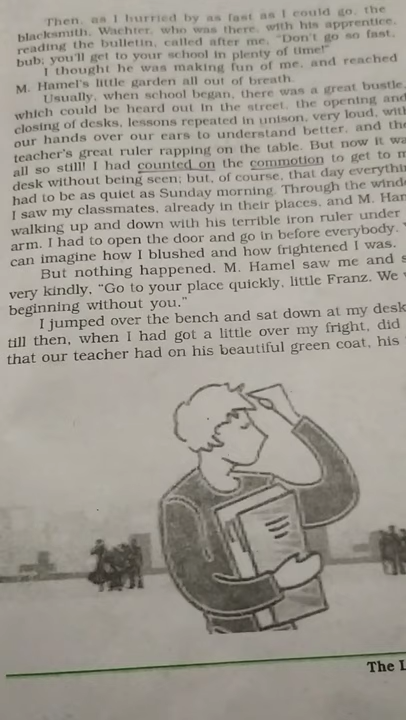 Then, as I hurried by as fast as I could go, the
blacksmith, Wachter, who was there, with his apprentice,
reading the bulletin, called after me, "Don't go so fast,
bub; you'll get to your school in plenty of time!"
I thought he was making fun of me, and reached
M. Hamel's little garden all out of breath.
Usually, when school began, there was a great bustle,
which could be heard out in the street, the opening and
closing of desks, lessons repeated in unison, very loud, with
our hands over our ears to understand better, and the
teacher's great ruler rapping on the table. But now it wa
all so still! I had counted on the commotion to get to m
desk without being seen; but, of course, that day everythin
had to be as quiet as Sunday morning. Through the windo
I saw my classmates, already in their places, and M. Ham
walking up and down with his terrible iron ruler under
arm. I had to open the door and go in before everybody.
can imagine how I blushed and how frightened I was.
But nothing happened. M. Hamel saw me and s
very kindly, "Go to your place quickly, little Franz. We
beginning without you."
I jumped over the bench and sat down at my desk
till then, when I had got a little over my fright, did
that our teacher had on his beautiful green coat, his
The L